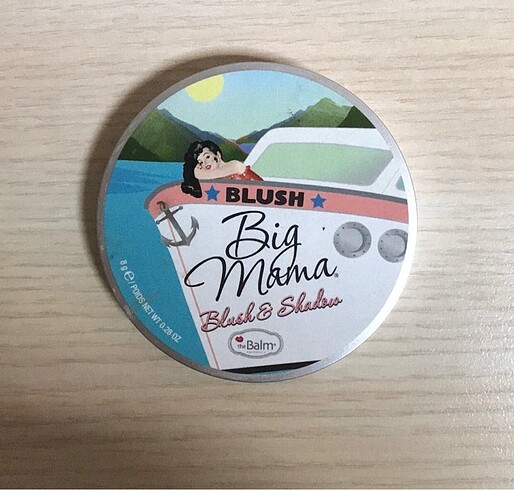 BLUSH
Big
Mama®
Blush & Shadow
theBalm®
8 g ℮ / POIDS NET WT 0.28 OZ